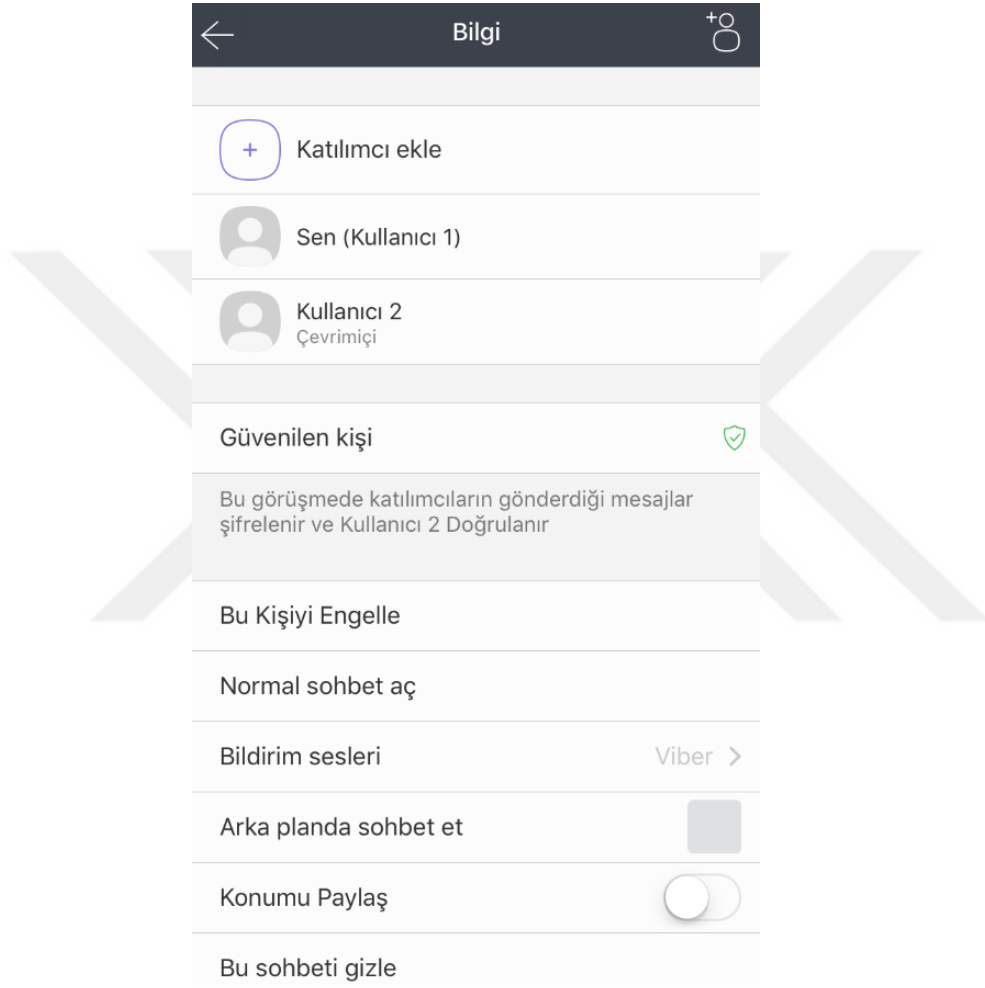 Bilgi
Katılımcı ekle
Sen (Kullanıcı 1)
Kullanıcı 2
Çevrimiçi
Güvenilen kişi
Bu görüşmede katılımcıların gönderdiği mesajlar
şifrelenir ve Kullanıcı 2 Doğrulanır
Bu Kişiyi Engelle
Normal sohbet aç
Bildirim sesleri Viber
Arka planda sohbet et
Konumu Paylaş
Bu sohbeti gizle